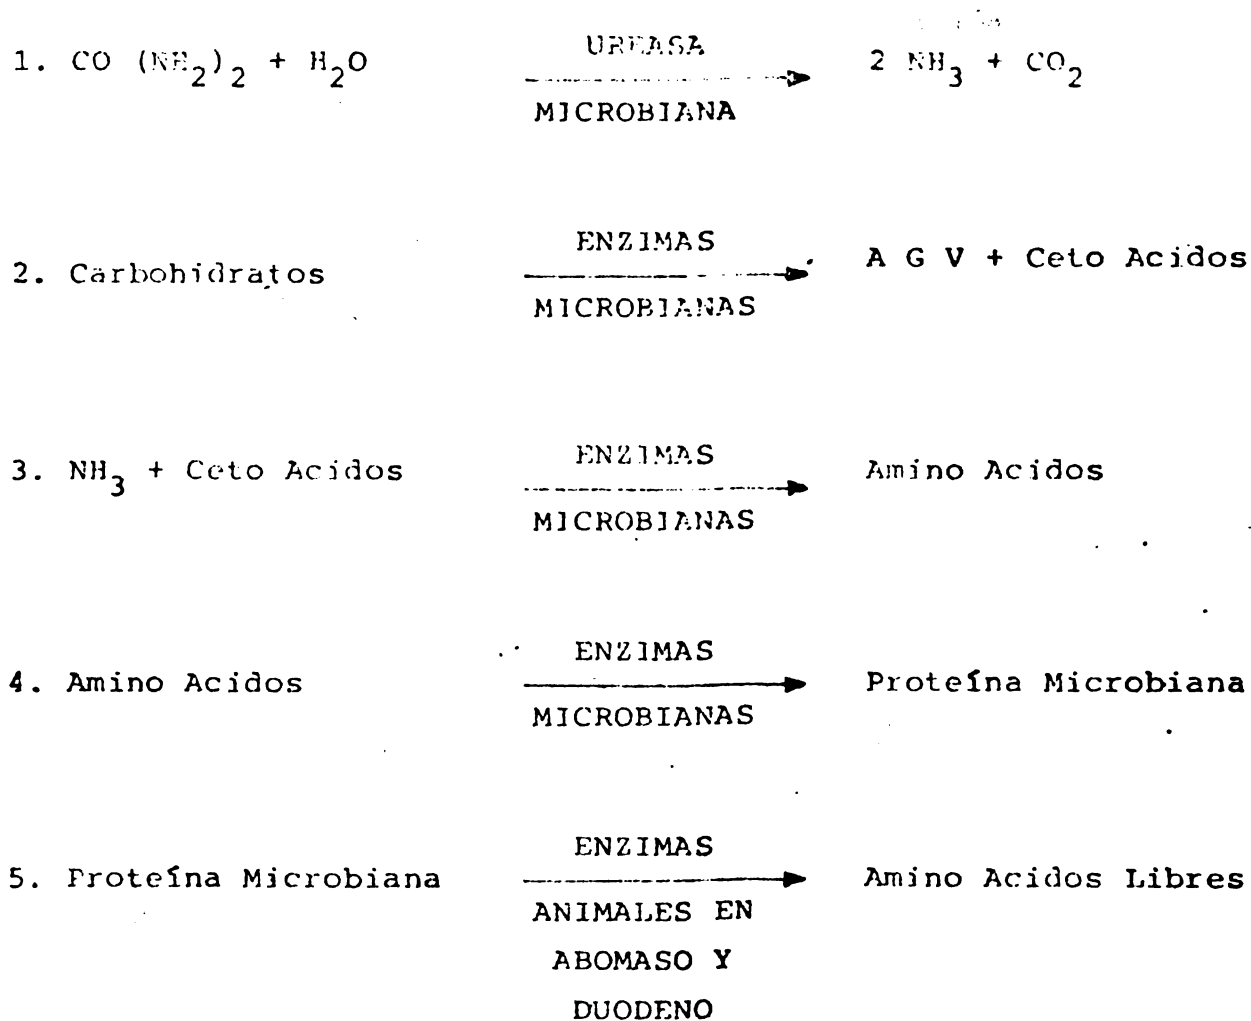 1. CO (NH2)2 + H2O UREASA MICROBIANA 2 NH3 + CO2
2. Carbohidratos ENZIMAS MICROBIANAS A G V + Ceto Acidos
3. NH3 + Ceto Acidos ENZIMAS MICROBIANAS Amino Acidos
4. Amino Acidos ENZIMAS MICROBIANAS Proteína Microbiana
5. Proteína Microbiana ENZIMAS ANIMALES EN ABOMASO Y DUODENO Amino Acidos Libres